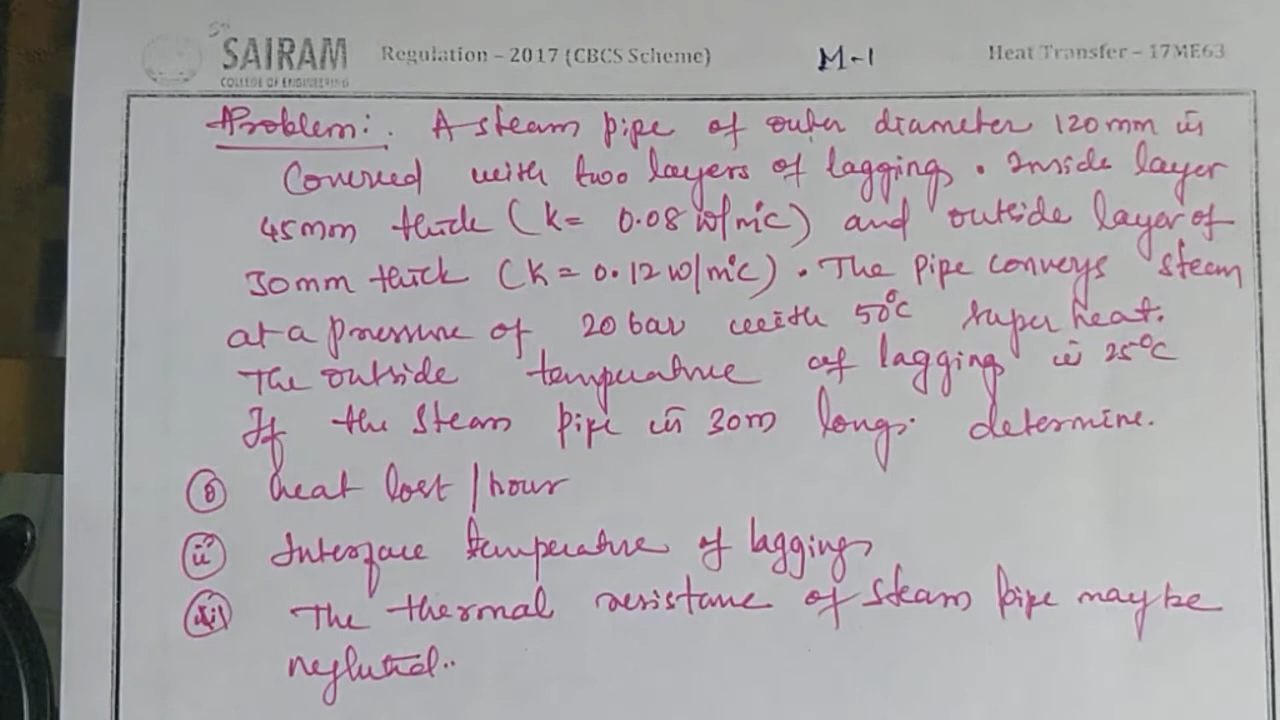 SAIRAM
COLLEGE OF ENGINEERING
Regulation – 2017 (CBCS Scheme)
M-1
Heat Transfer – 17ME63
Problem:. A steam pipe of outer diameter 120mm is
Covered with two layers of lagging. Inside layer
45mm thick (K= 0.08 w/m°c) and outside layer of
30mm thick (K = 0.12 w/m°c). The pipe conveys steam
at a pressure of 20 bar with 50°c super heat.
The outside temperature of lagging is 25°C
If the steam pipe is 30m long. determine.
(i) heat lost / hour
(ii) Interface temperature of lagging
(iii) The thermal resistane of steam pipe may be
neglected..